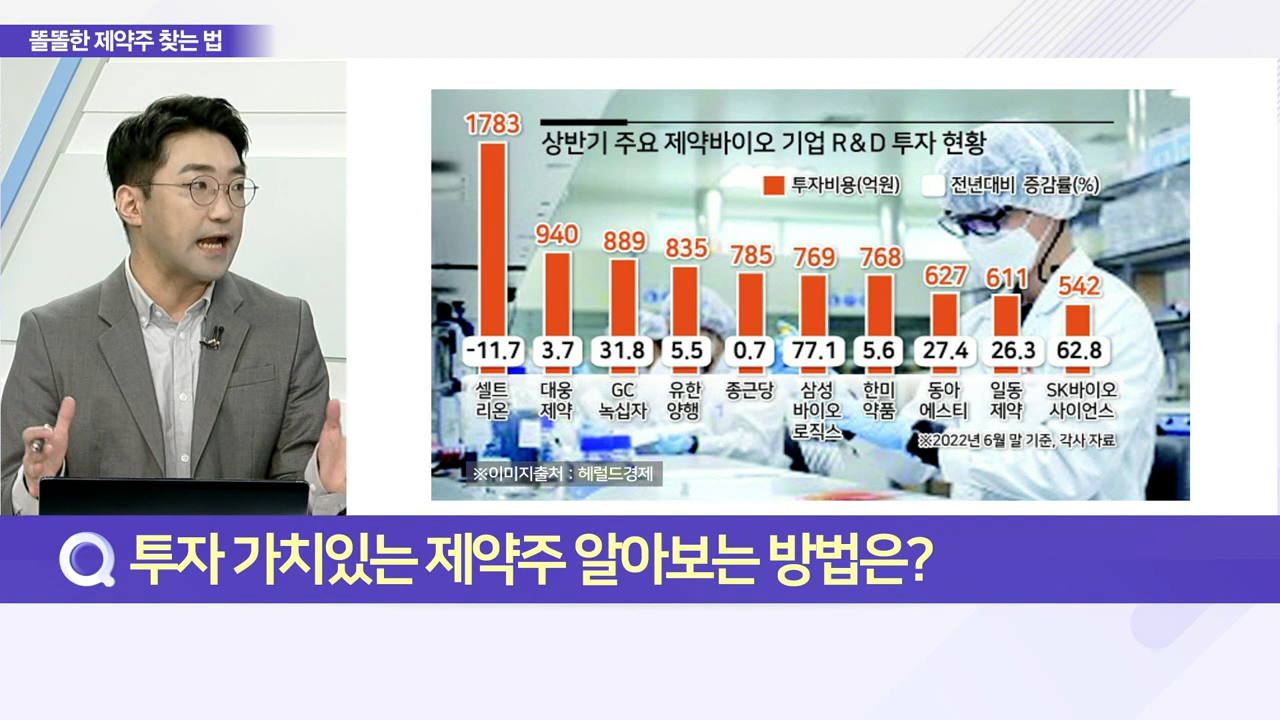 똘똘한 제약주 찾는 법
상반기 주요 제약바이오 기업 R&D 투자 현황
투자비용(억원) 전년대비 증감률(%)
1783 940 889 835 785 769 768 627 611 542
-11.7 3.7 31.8 5.5 0.7 77.1 5.6 27.4 26.3 62.8
셀트 대웅 GC 유한 종근당 삼성 한미 동아 일동 SK바이오
리온 제약 녹십자 양행 바이오 약품 에스티 제약 사이언스
로직스
※2022년 6월 말 기준, 각사 자료
※이미지출처 : 헤럴드경제
투자 가치있는 제약주 알아보는 방법은?